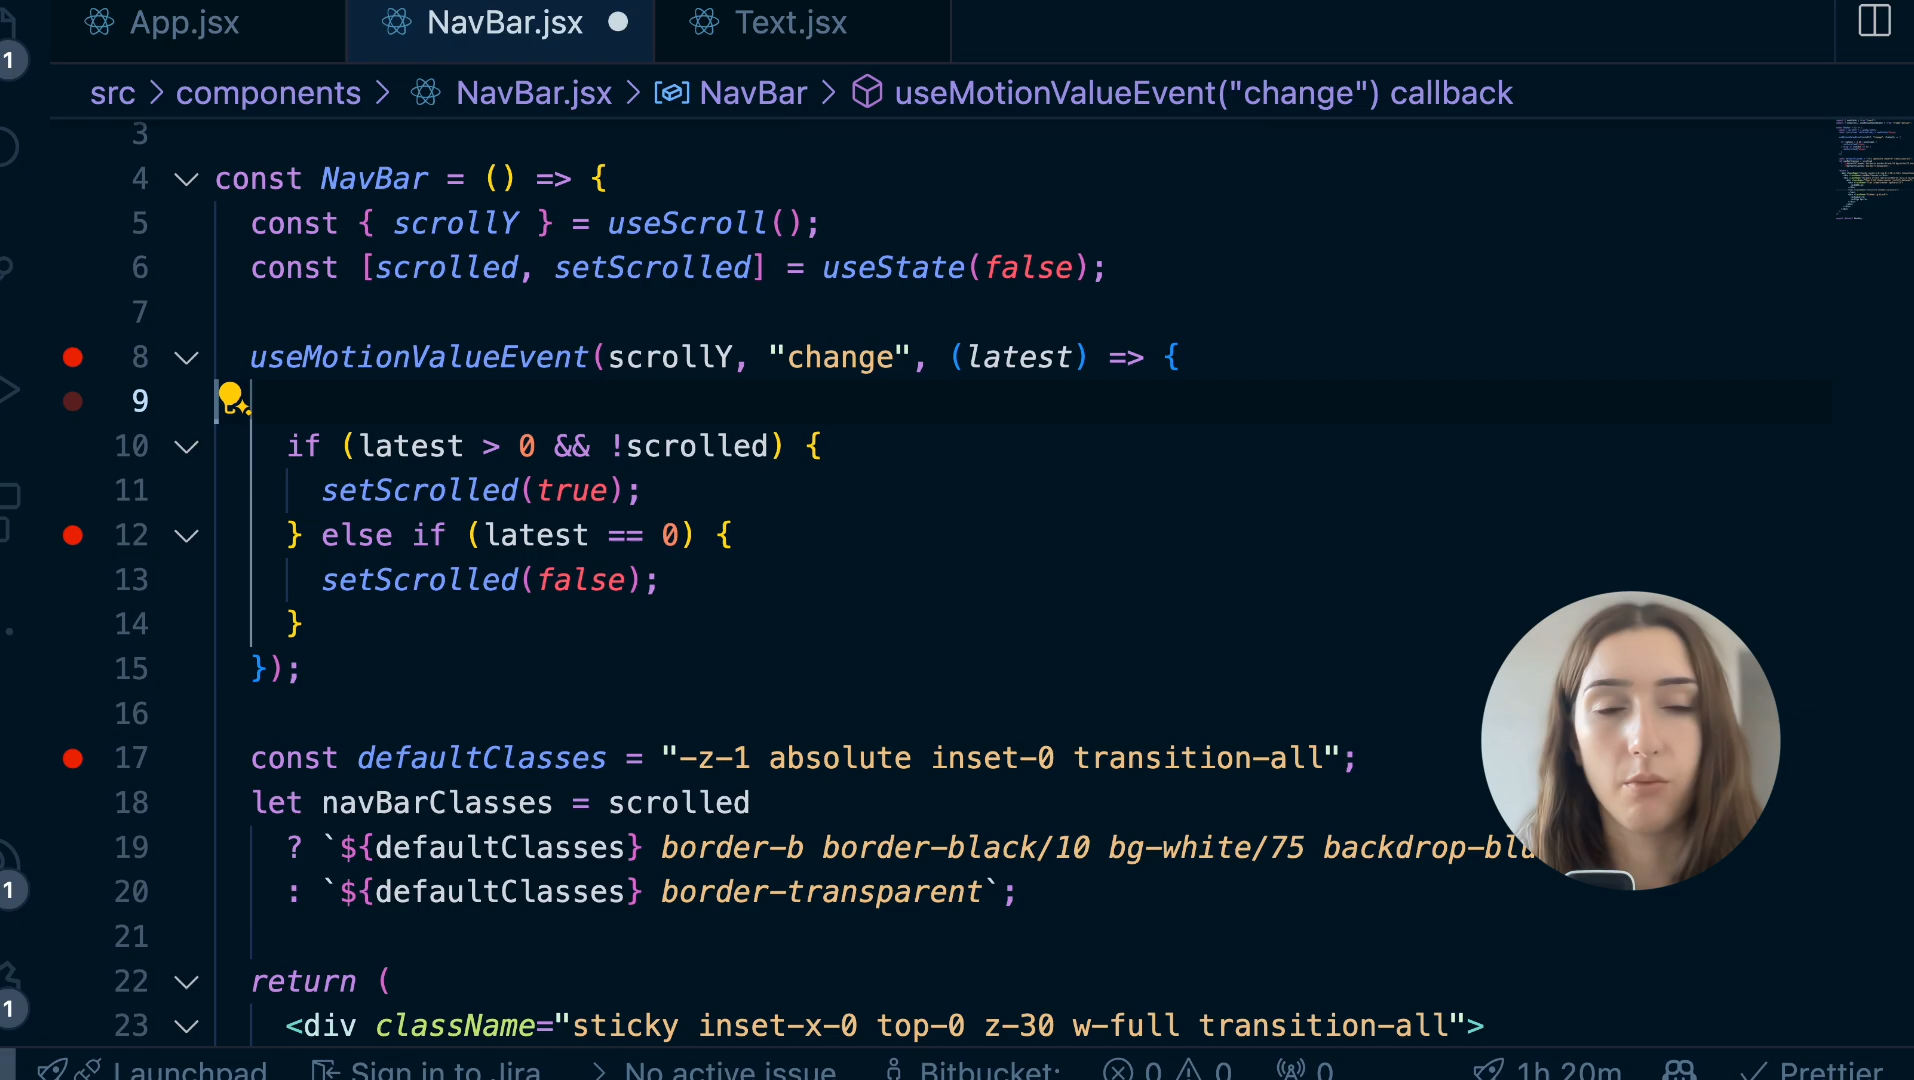 App.jsx
NavBar.jsx
Text.jsx
1
src > components > NavBar.jsx > NavBar > useMotionValueEvent("change") callback
3
4 const NavBar = () => {
5 const { scrollY } = useScroll();
6 const [scrolled, setScrolled] = useState(false);
7
8 useMotionValueEvent(scrollY, "change", (latest) => {
9
10 if (latest > 0 && !scrolled) {
11 setScrolled(true);
12 } else if (latest == 0) {
13 setScrolled(false);
14 }
15 });
16
17 const defaultClasses = "-z-1 absolute inset-0 transition-all";
18 let navBarClasses = scrolled
19 ? `${defaultClasses} border-b border-black/10 bg-white/75
20 : `${defaultClasses} border-transparent`;
1
21
22 return (
1
23 <div className="sticky inset-x-0 top-0 z-30 w-full transition-all">
Launchpad Sign in to Jira > No active issue Bitbucket: 0 0 0 1h 20m Prettier